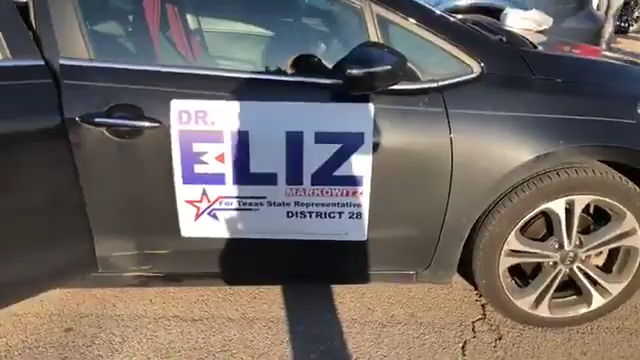 DR.
ELIZ
MARKOWITZ
For Texas State Representative
DISTRICT 28